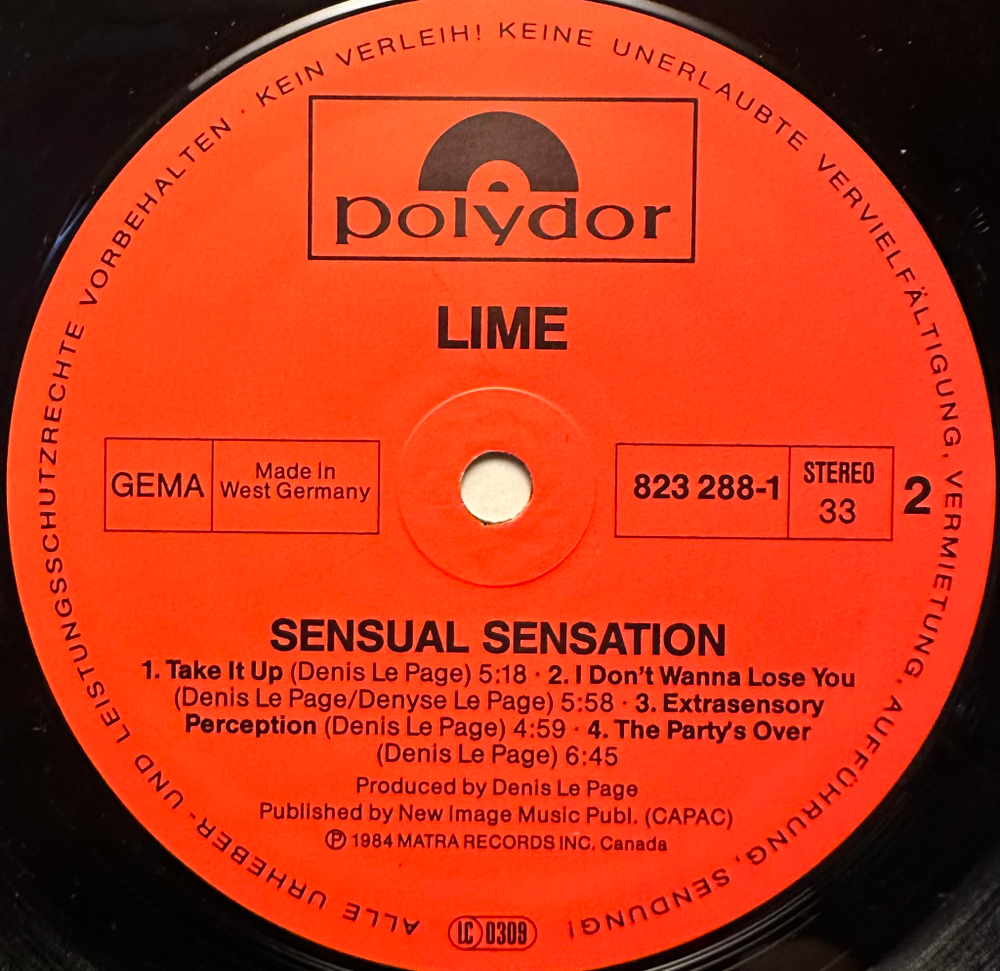 ALLE URHEBER- UND LEISTUNGSSCHUTZRECHTE VORBEHALTEN · KEIN VERLEIH! KEINE UNERLAUBTE VERVIELFÄLTIGUNG, VERMIETUNG, AUFFÜHRUNG, SENDUNG!
polydor
LIME
GEMA
Made In
West Germany
823 288-1
STEREO
33
2
SENSUAL SENSATION
1. Take It Up (Denis Le Page) 5:18 · 2. I Don't Wanna Lose You
(Denis Le Page/Denyse Le Page) 5:58 · 3. Extrasensory
Perception (Denis Le Page) 4:59 · 4. The Party's Over
(Denis Le Page) 6:45
Produced by Denis Le Page
Published by New Image Music Publ. (CAPAC)
℗ 1984 MATRA RECORDS INC. Canada
LC 0309